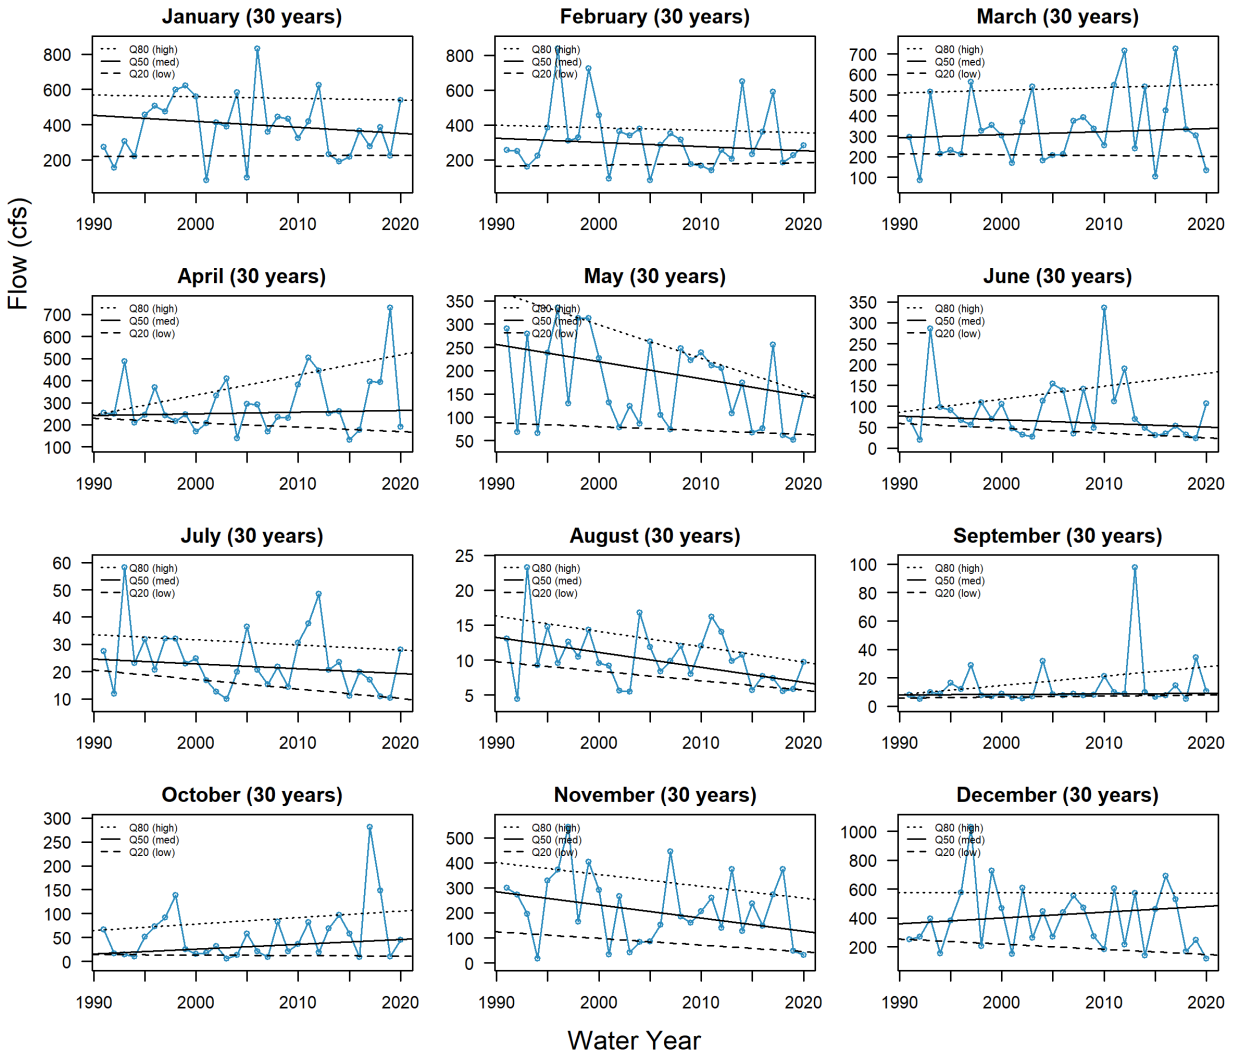 January (30 years)
800
600
400
200
Q80 (high)
Q50 (med)
Q20 (low)
1990 2000 2010 2020
February (30 years)
800
600
400
200
Q80 (high)
Q50 (med)
Q20 (low)
1990 2000 2010 2020
March (30 years)
700
600
500
400
300
200
100
Q80 (high)
Q50 (med)
Q20 (low)
1990 2000 2010 2020
Flow (cfs)
April (30 years)
700
600
500
400
300
200
100
Q80 (high)
Q50 (med)
Q20 (low)
1990 2000 2010 2020
May (30 years)
350
300
250
200
150
100
50
Q80 (high)
Q50 (med)
Q20 (low)
1990 2000 2010 2020
June (30 years)
350
300
250
200
150
100
50
0
Q80 (high)
Q50 (med)
Q20 (low)
1990 2000 2010 2020
July (30 years)
60
50
40
30
20
10
Q80 (high)
Q50 (med)
Q20 (low)
1990 2000 2010 2020
August (30 years)
25
20
15
10
5
Q80 (high)
Q50 (med)
Q20 (low)
1990 2000 2010 2020
September (30 years)
100
80
60
40
20
0
Q80 (high)
Q50 (med)
Q20 (low)
1990 2000 2010 2020
October (30 years)
300
250
200
150
100
50
0
Q80 (high)
Q50 (med)
Q20 (low)
1990 2000 2010 2020
November (30 years)
500
400
300
200
100
0
Q80 (high)
Q50 (med)
Q20 (low)
1990 2000 2010 2020
December (30 years)
1000
800
600
400
200
Q80 (high)
Q50 (med)
Q20 (low)
1990 2000 2010 2020
Water Year